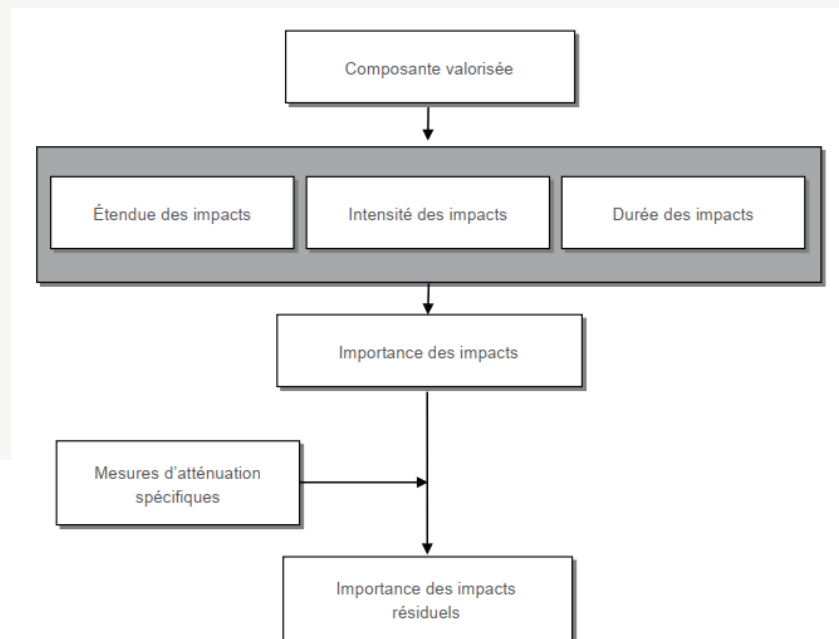 Composante valorisée
Étendue des impacts
Intensité des impacts
Durée des impacts
Importance des impacts
Mesures d'atténuation
spécifiques
Importance des impacts
résiduels